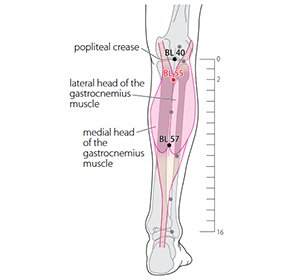 popliteal crease
BL 40
0
BL 55
2
lateral head of the
gastrocnemius
muscle
medial head
of the
gastrocnemius
muscle
BL 57
16